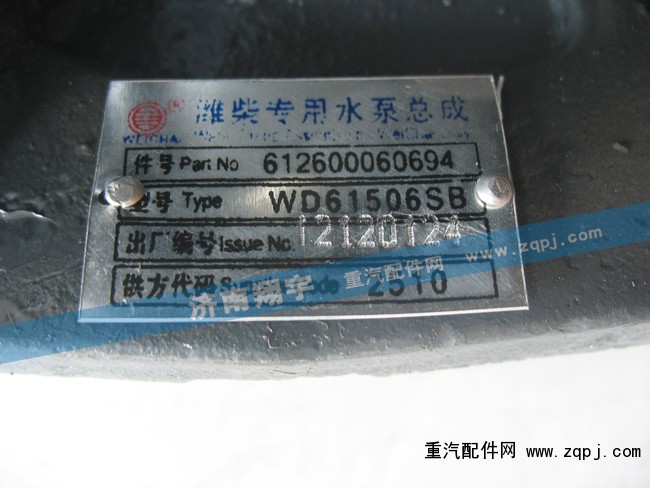 潍柴专用水泵总成
®
WEICHAI
件号 Part No 612600060694
型号 Type WD61506SB
出厂编号 Issue No. 12120124
供方代码 2510
济南翔宇 重汽配件网 www.zqpj.com
重汽配件网 www.zqpj.com